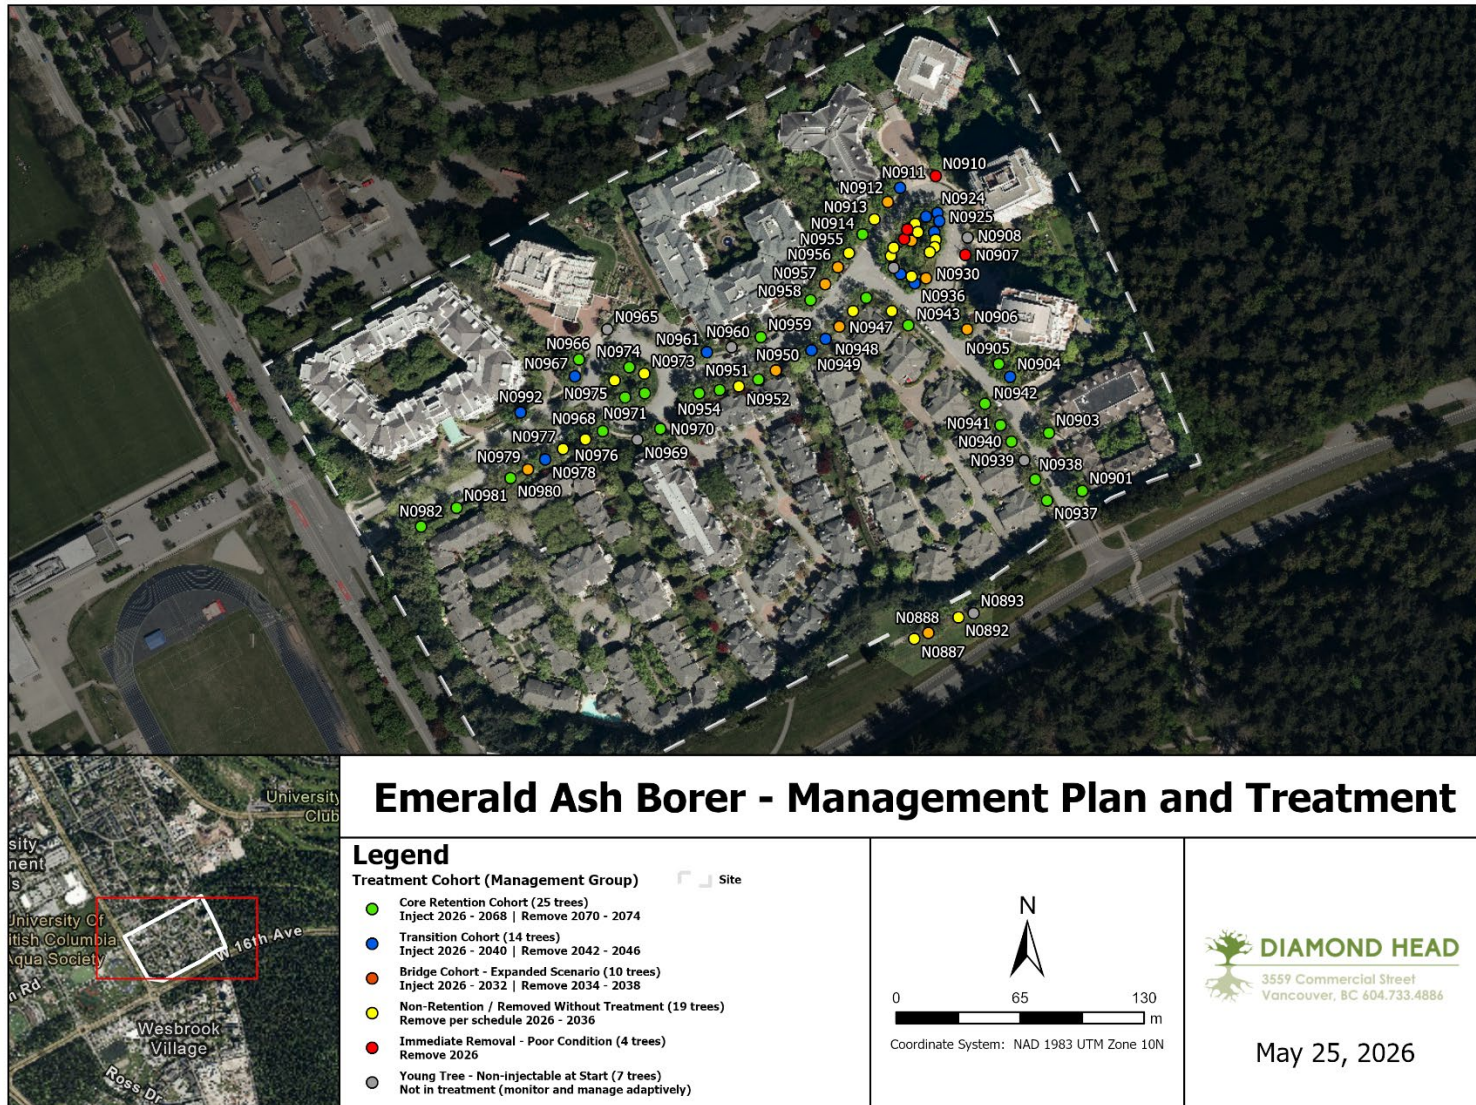 N0910
N0911
N0912
N0924
N0913
N0925
N0914
N0908
N0955
N0956
N0907
N0957
N0930
N0958
N0936
N0965
N0960
N0959
N0943
N0906
N0961
N0947
N0966
N0974
N0973
N0948
N0905
N0967
N0950
N0949
N0904
N0951
N0975
N0952
N0942
N0992
N0954
N0968
N0971
N0941
N0903
N0977
N0970
N0940
N0976
N0969
N0979
N0939
N0938
N0978
N0981
N0980
N0901
N0982
N0937
N0893
N0888
N0892
N0887
University
Club
sity
ment
s
University Of
itish Columbia
Aqua Society
W 16th Ave
n Rd
Wesbrook
Village
Ross Dr
Emerald Ash Borer - Management Plan and Treatment
Legend
Treatment Cohort (Management Group)
Site
Core Retention Cohort (25 trees)
Inject 2026 - 2068 | Remove 2070 - 2074
Transition Cohort (14 trees)
Inject 2026 - 2040 | Remove 2042 - 2046
Bridge Cohort - Expanded Scenario (10 trees)
Inject 2026 - 2032 | Remove 2034 - 2038
Non-Retention / Removed Without Treatment (19 trees)
Remove per schedule 2026 - 2036
Immediate Removal - Poor Condition (4 trees)
Remove 2026
Young Tree - Non-injectable at Start (7 trees)
Not in treatment (monitor and manage adaptively)
N
0 65 130
m
Coordinate System: NAD 1983 UTM Zone 10N
DIAMOND HEAD
3559 Commercial Street
Vancouver, BC 604.733.4886
May 25, 2026